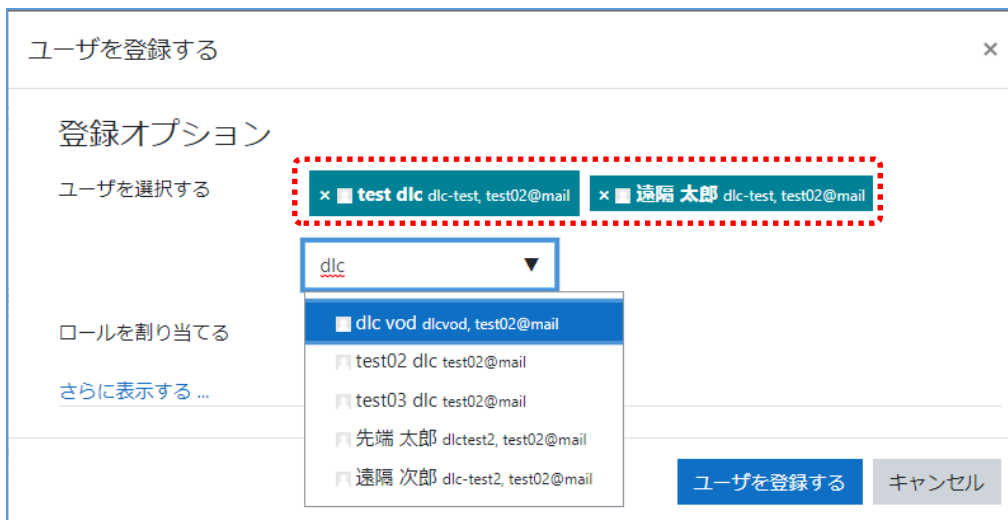 ユーザを登録する ×
登録オプション
ユーザを選択する × test dlc dlc-test, test02@mail × 遠隔 太郎 dlc-test, test02@mail
dlc ▼
dlc vod dlcvod, test02@mail
ロールを割り当てる
test02 dlc test02@mail
さらに表示する ...
test03 dlc test02@mail
先端 太郎 dlctest2, test02@mail
遠隔 次郎 dlc-test2, test02@mail
ユーザを登録する キャンセル